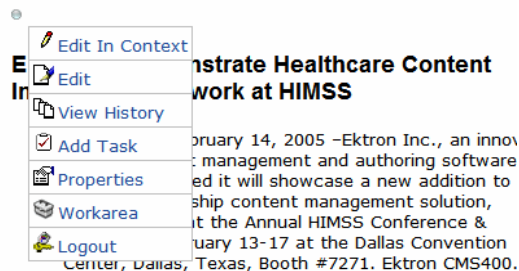 Edit In Context
E
nstrate Healthcare Content
Edit
In
work at HIMSS
View History
Add Task
bruary 14, 2005 –Ektron Inc., an innov
t management and authoring software
Properties
ed it will showcase a new addition to
ship content management solution,
Workarea
t the Annual HIMSS Conference &
Logout
ruary 13-17 at the Dallas Convention
Center, Dallas, Texas, Booth #7271. Ektron CMS400.